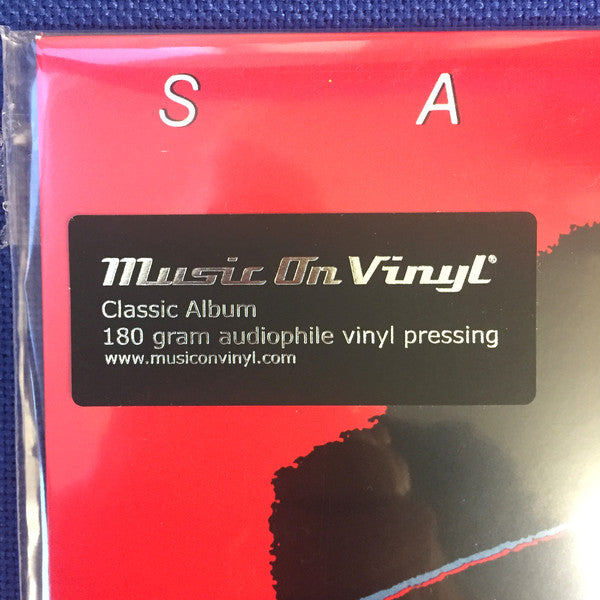 S A
Music On Vinyl®
Classic Album
180 gram audiophile vinyl pressing
www.musiconvinyl.com